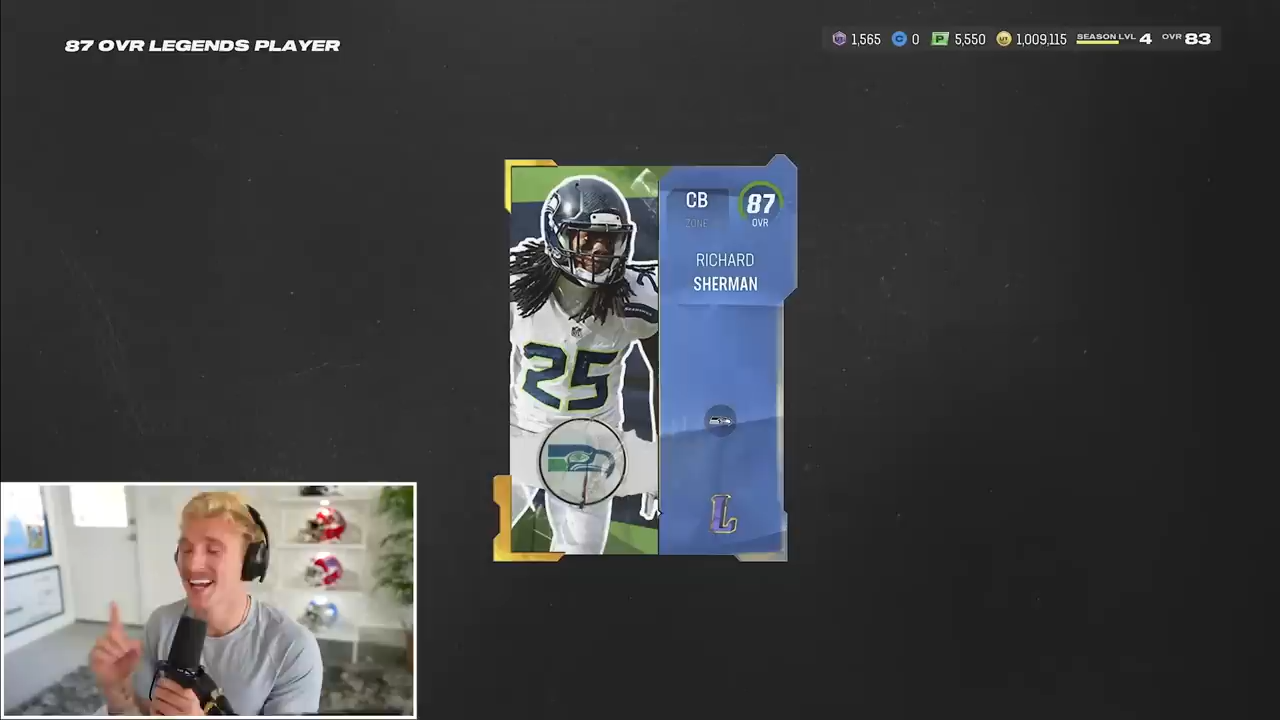 87 OVR LEGENDS PLAYER
1,565 C 0 P 5,550 UT 1,009,115 SEASON LVL 4 OVR 83
CB
87
ZONE
OVR
RICHARD
SHERMAN
25
L